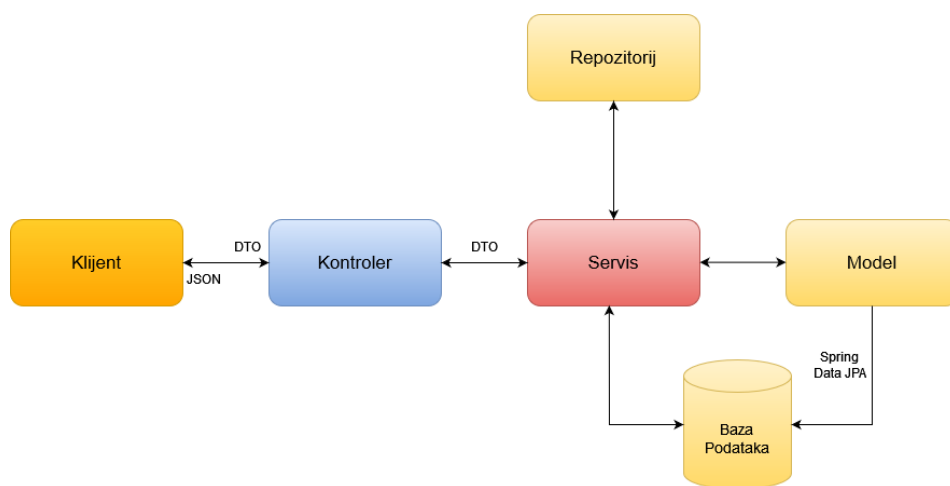 Repozitorij
Klijent
DTO
JSON
Kontroler
DTO
Servis
Model
Spring
Data JPA
Baza
Podataka